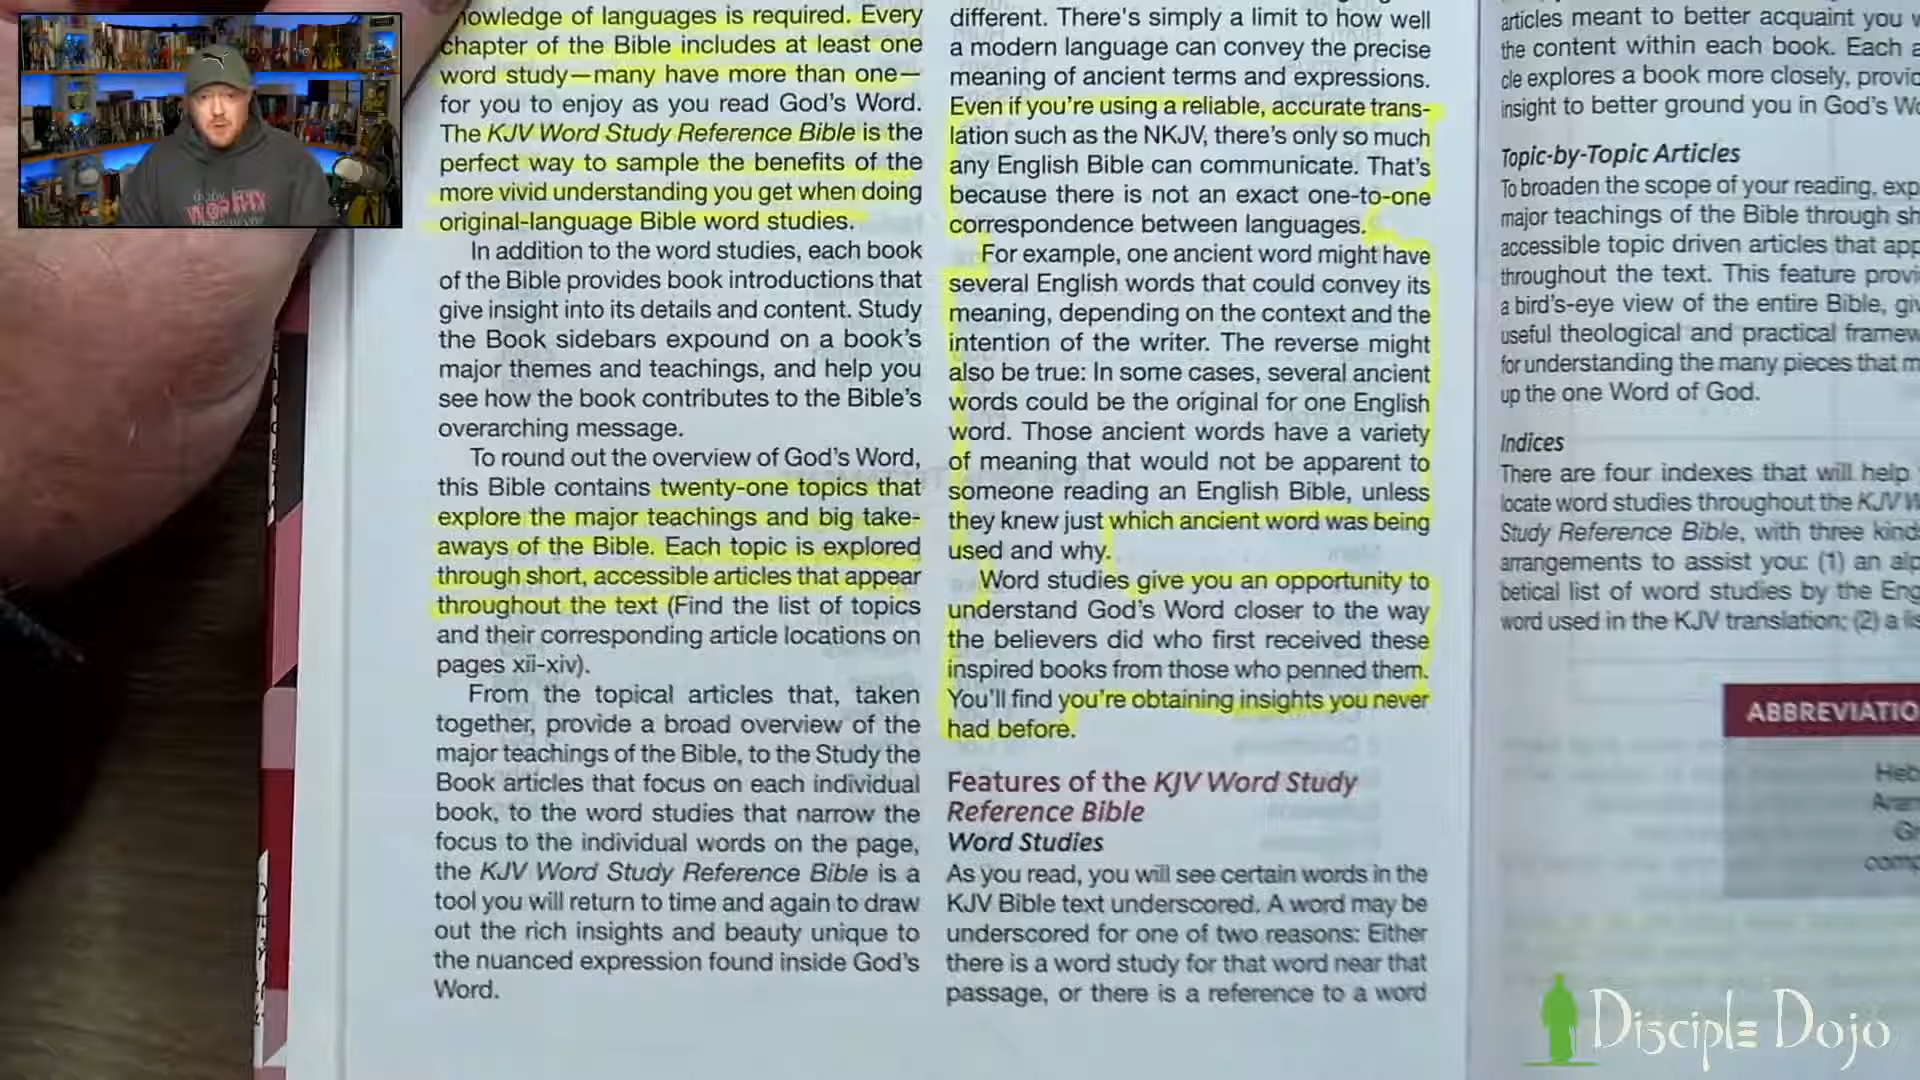 nowledge of languages is required. Every
chapter of the Bible includes at least one
word study—many have more than one—
for you to enjoy as you read God's Word.
The KJV Word Study Reference Bible is the
perfect way to sample the benefits of the
more vivid understanding you get when doing
original-language Bible word studies.
In addition to the word studies, each book
of the Bible provides book introductions that
give insight into its details and content. Study
the Book sidebars expound on a book's
major themes and teachings, and help you
see how the book contributes to the Bible's
overarching message.
To round out the overview of God's Word,
this Bible contains twenty-one topics that
explore the major teachings and big take-
aways of the Bible. Each topic is explored
through short, accessible articles that appear
throughout the text (Find the list of topics
and their corresponding article locations on
pages xii-xiv).
From the topical articles that, taken
together, provide a broad overview of the
major teachings of the Bible, to the Study the
Book articles that focus on each individual
book, to the word studies that narrow the
focus to the individual words on the page,
the KJV Word Study Reference Bible is a
tool you will return to time and again to draw
out the rich insights and beauty unique to
the nuanced expression found inside God's
Word.
different. There's simply a limit to how well
a modern language can convey the precise
meaning of ancient terms and expressions.
Even if you're using a reliable, accurate trans-
lation such as the NKJV, there's only so much
any English Bible can communicate. That's
because there is not an exact one-to-one
correspondence between languages.
For example, one ancient word might have
several English words that could convey its
meaning, depending on the context and the
intention of the writer. The reverse might
also be true: In some cases, several ancient
words could be the original for one English
word. Those ancient words have a variety
of meaning that would not be apparent to
someone reading an English Bible, unless
they knew just which ancient word was being
used and why.
Word studies give you an opportunity to
understand God's Word closer to the way
the believers did who first received these
inspired books from those who penned them.
You'll find you're obtaining insights you never
had before.
Features of the KJV Word Study
Reference Bible
Word Studies
As you read, you will see certain words in the
KJV Bible text underscored. A word may be
underscored for one of two reasons: Either
there is a word study for that word near that
passage, or there is a reference to a word
articles meant to better acquaint you
the content within each book. Each
cle explores a book more closely, provid
insight to better ground you in God's Wo
Topic-by-Topic Articles
To broaden the scope of your reading, exp
major teachings of the Bible through sh
accessible topic driven articles that app
throughout the text. This feature provi
a bird's-eye view of the entire Bible, giv
useful theological and practical framew
for understanding the many pieces that m
up the one Word of God.
Indices
There are four indexes that will help
locate word studies throughout the KJV W
Study Reference Bible, with three kind
arrangements to assist you: (1) an alp
betical list of word studies by the Eng
word used in the KJV translation; (2) a lis
ABBREVIATIO
Heb
Aram
Gr
comp
Disciple Dojo